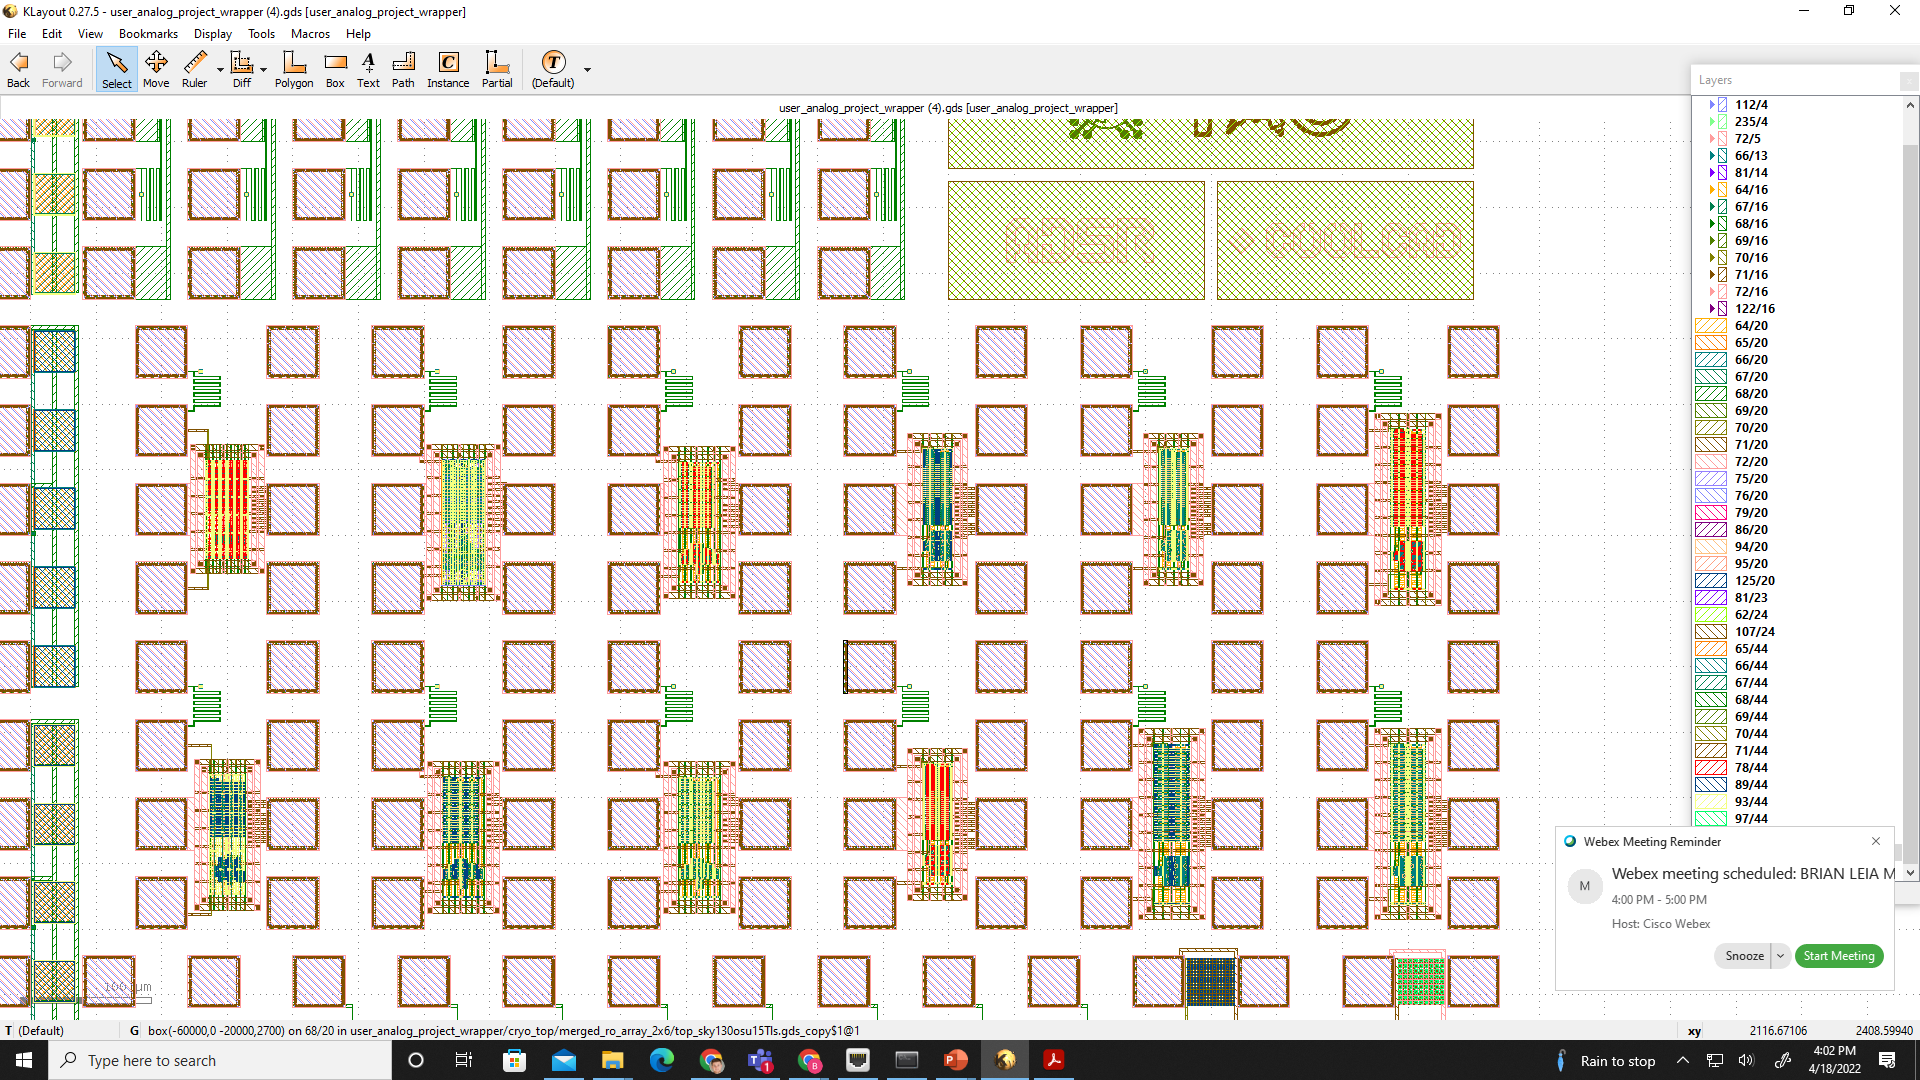 KLayout 0.27.5 - user_analog_project_wrapper (4).gds [user_analog_project_wrapper]
File Edit View Bookmarks Display Tools Macros Help
Back Forward Select Move Ruler Diff Polygon Box Text Path Instance Partial (Default)
user_analog_project_wrapper (4).gds [user_analog_project_wrapper]
Layers
112/4
235/4
72/5
66/13
81/14
64/16
67/16
68/16
69/16
70/16
71/16
72/16
122/16
64/20
65/20
66/20
67/20
68/20
69/20
70/20
71/20
72/20
75/20
76/20
79/20
86/20
94/20
95/20
125/20
81/23
62/24
107/24
65/44
66/44
67/44
68/44
69/44
70/44
71/44
78/44
89/44
93/44
97/44
Webex Meeting Reminder
M
Webex meeting scheduled: BRIAN LEIA M
4:00 PM - 5:00 PM
Host: Cisco Webex
Snooze Start Meeting
T (Default) G box(-60000,0 -20000,2700) on 68/20 in user_analog_project_wrapper/cryo_top/merged_ro_array_2x6/top_sky130osu15Tls.gds_copy$1@1 xy 2116.67106 2408.59940
Type here to search
Rain to stop
4:02 PM
4/18/2022